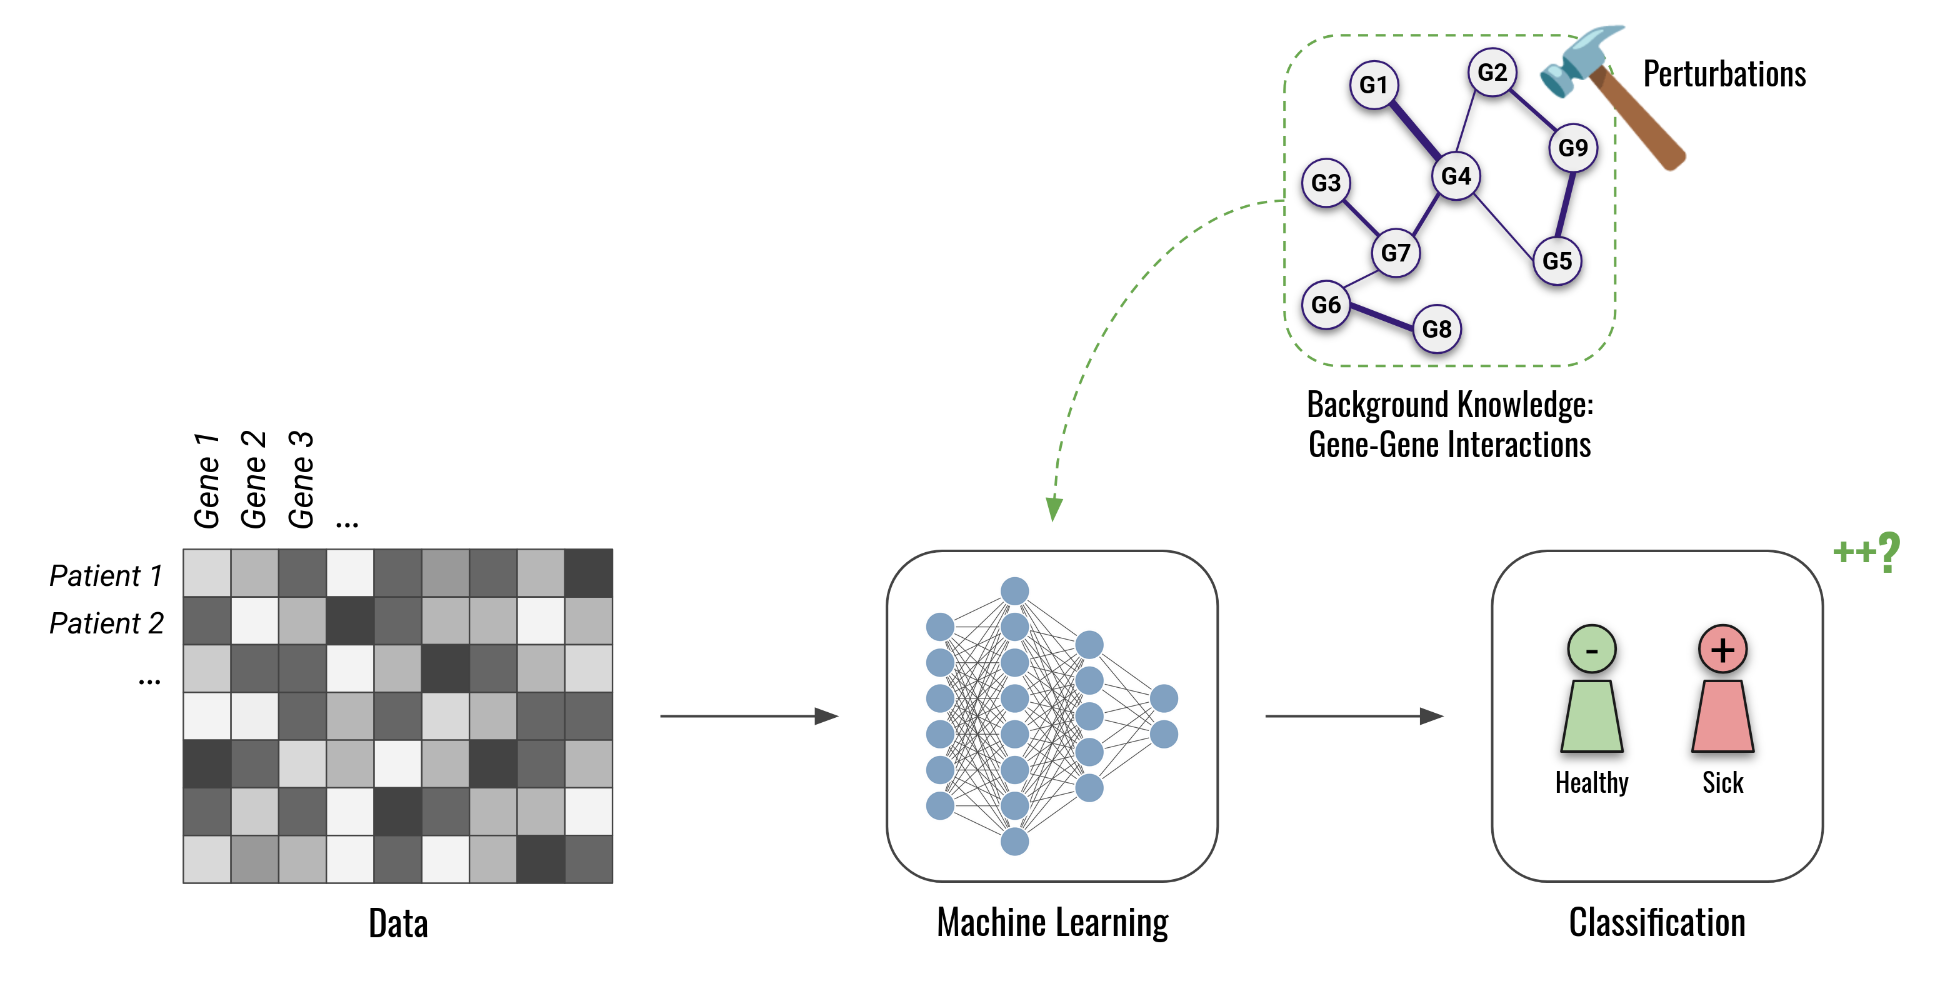 Perturbations
G1
G2
G9
G3
G4
G7
G5
G6
G8
Background Knowledge:
Gene-Gene Interactions
Gene 1
Gene 2
Gene 3
...
Patient 1
Patient 2
...
Data
Machine Learning
++?
-
+
Healthy
Sick
Classification